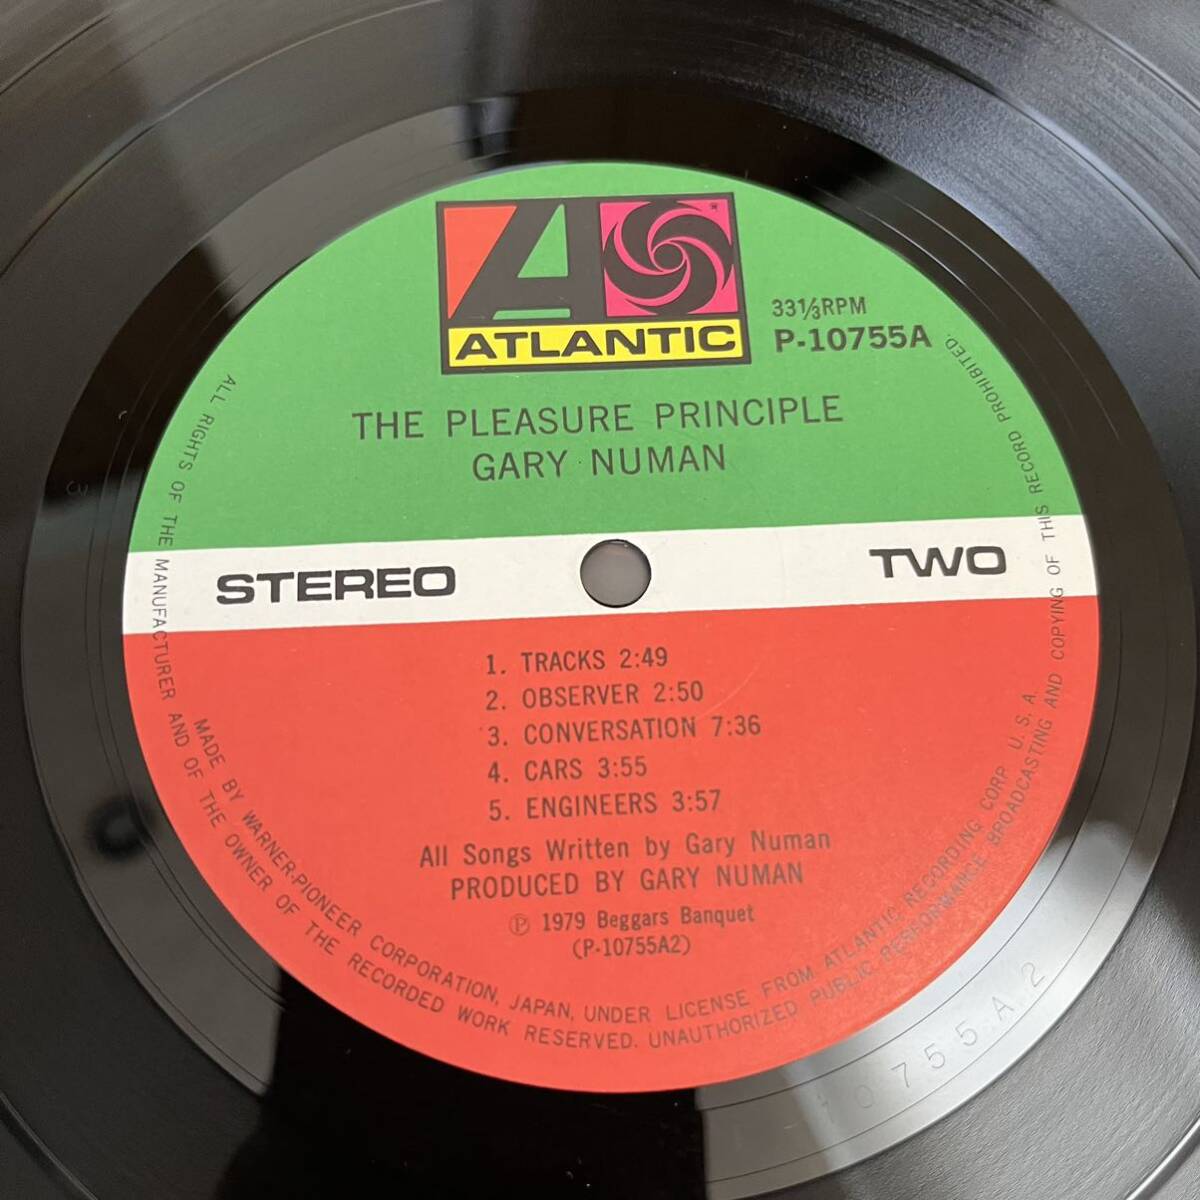 ATLANTIC
33⅓RPM
P-10755A
THE PLEASURE PRINCIPLE
GARY NUMAN
STEREO
TWO
1. TRACKS 2:49
2. OBSERVER 2:50
3. CONVERSATION 7:36
4. CARS 3:55
5. ENGINEERS 3:57
All Songs Written by Gary Numan
PRODUCED BY GARY NUMAN
Ⓟ 1979 Beggars Banquet
(P-10755A2)
MADE BY WARNER-PIONEER CORPORATION, JAPAN, UNDER LICENSE FROM ATLANTIC RECORDING CORP. U.S.A.
ALL RIGHTS OF THE MANUFACTURER AND OF THE OWNER OF THE RECORDED WORK RESERVED. UNAUTHORIZED PUBLIC PERFORMANCE BROADCASTING AND COPYING OF THIS RECORD PROHIBITED.
10755A2